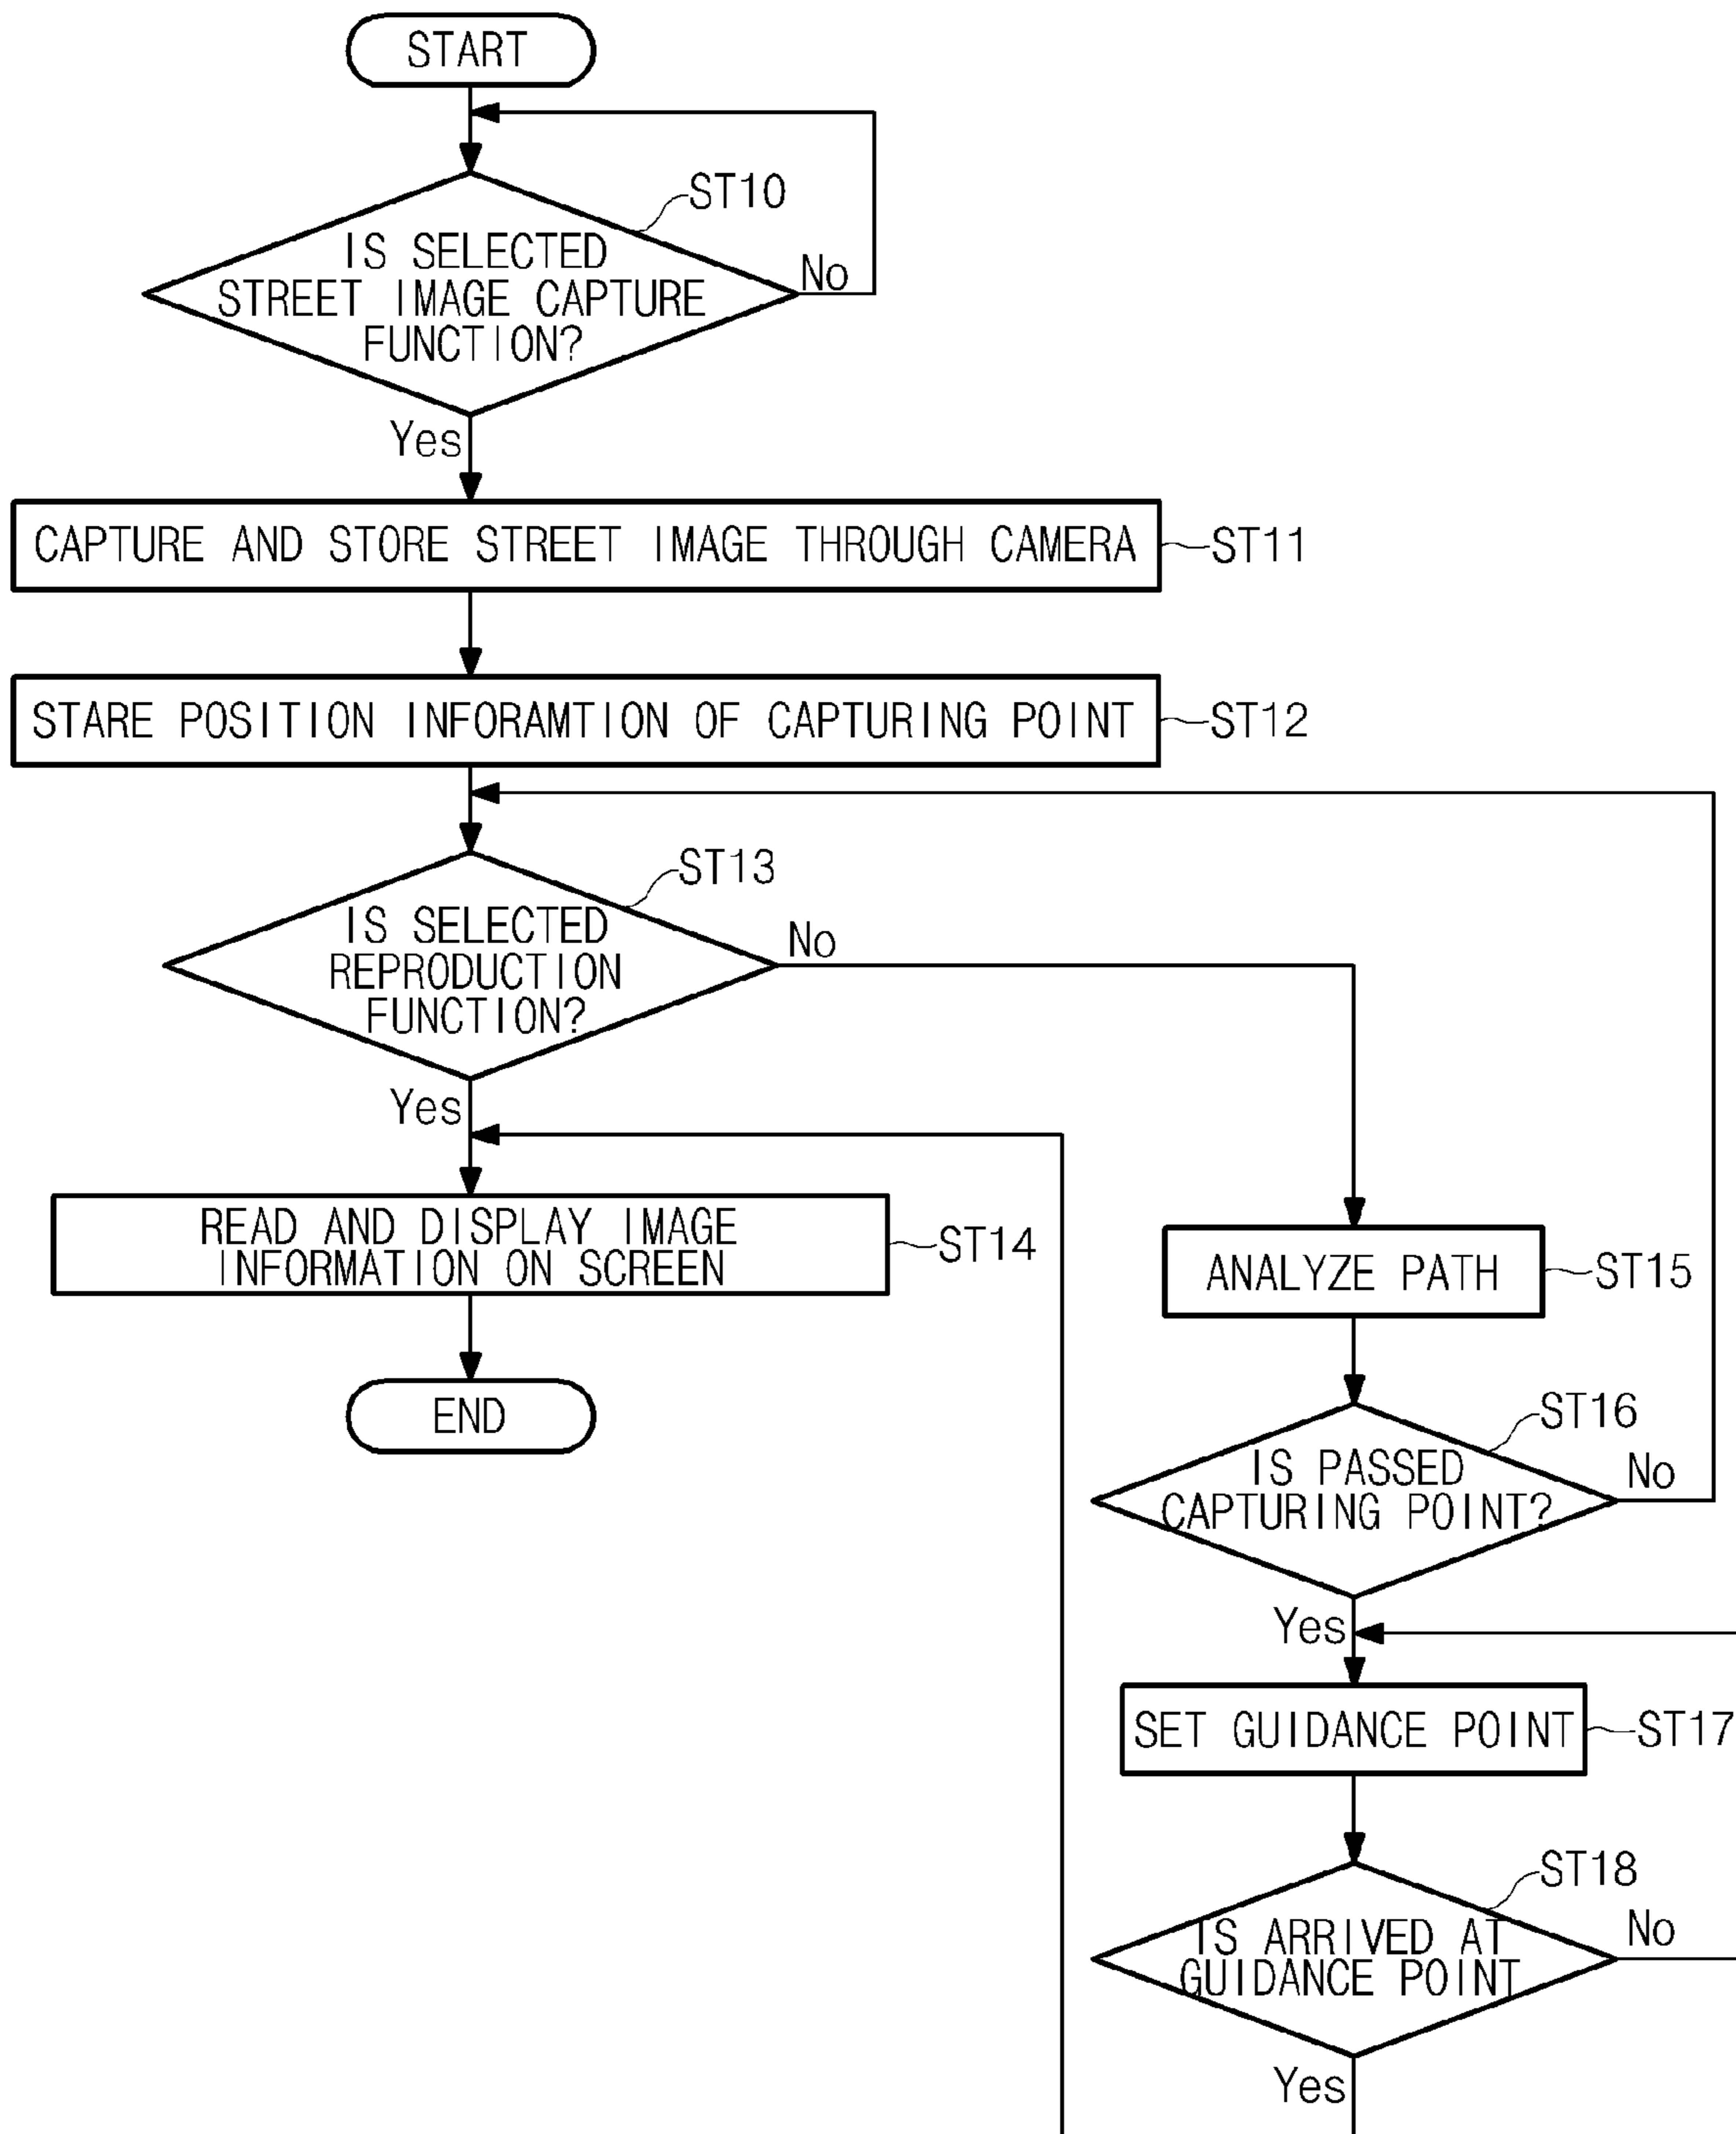 START
ST10
IS SELECTED
STREET IMAGE CAPTURE
FUNCTION?
No
Yes
CAPTURE AND STORE STREET IMAGE THROUGH CAMERA
ST11
STARE POSITION INFORAMTION OF CAPTURING POINT
ST12
ST13
IS SELECTED
REPRODUCTION
FUNCTION?
No
Yes
READ AND DISPLAY IMAGE
INFORMATION ON SCREEN
ST14
END
ANALYZE PATH
ST15
ST16
IS PASSED
CAPTURING POINT?
No
Yes
SET GUIDANCE POINT
ST17
ST18
IS ARRIVED AT
GUIDANCE POINT
No
Yes